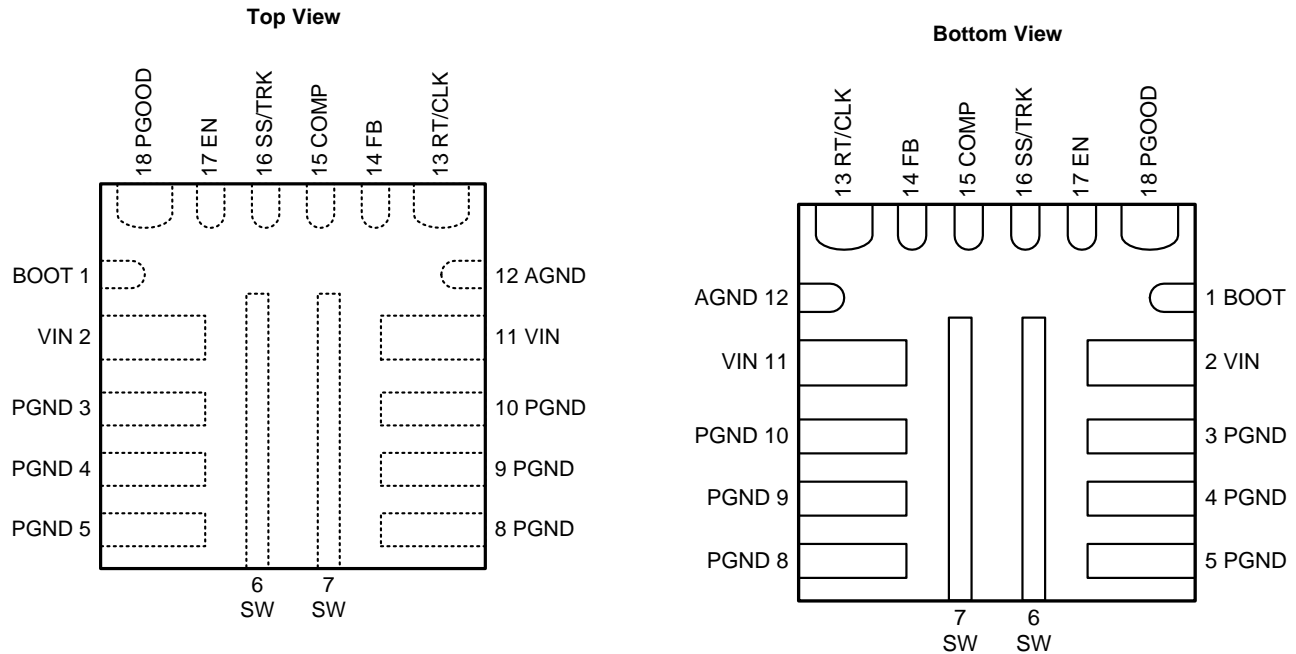 Top View
18 PGOOD
17 EN
16 SS/TRK
15 COMP
14 FB
13 RT/CLK
BOOT 1
12 AGND
VIN 2
11 VIN
PGND 3
10 PGND
PGND 4
9 PGND
PGND 5
8 PGND
6
SW
7
SW
Bottom View
13 RT/CLK
14 FB
15 COMP
16 SS/TRK
17 EN
18 PGOOD
AGND 12
1 BOOT
VIN 11
2 VIN
PGND 10
3 PGND
PGND 9
4 PGND
PGND 8
5 PGND
7
SW
6
SW